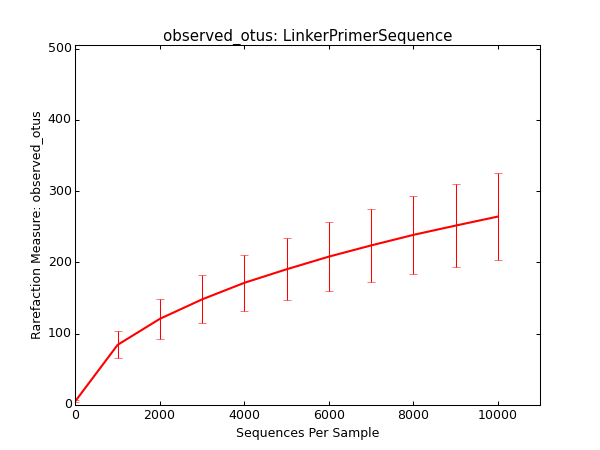 observed_otus: LinkerPrimerSequence
500
400
300
200
100
0
Rarefaction Measure: observed_otus
0 2000 4000 6000 8000 10000
Sequences Per Sample